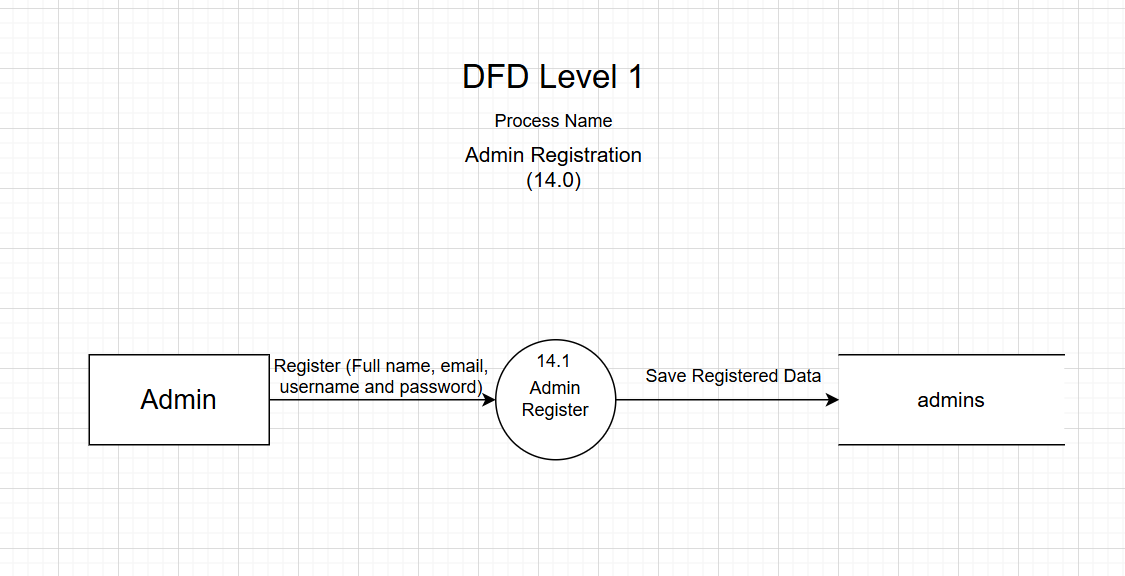 DFD Level 1
Process Name
Admin Registration
(14.0)
Admin
Register (Full name, email,
username and password)
14.1
Admin
Register
Save Registered Data
admins